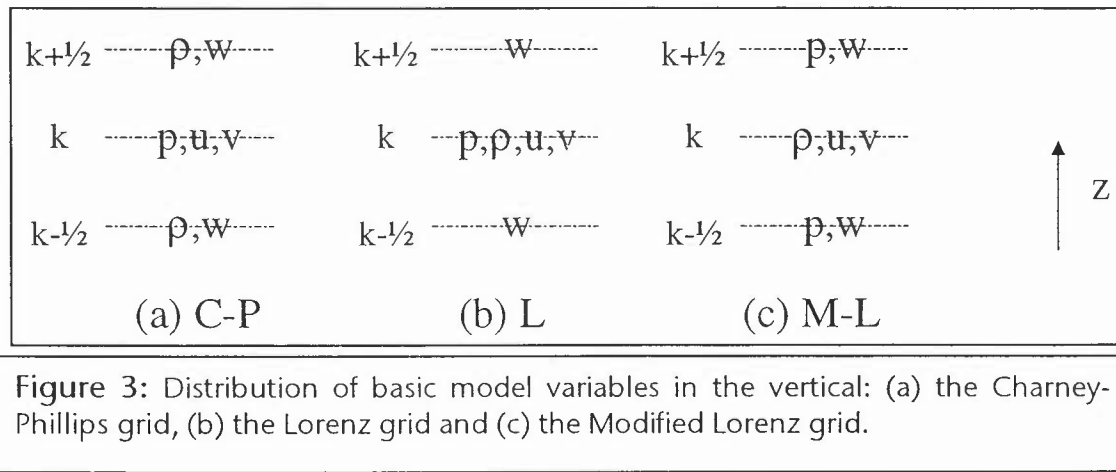 k+½ ρ,w k+½ w k+½ p,w
k p,u,v k p,ρ,u,v k ρ,u,v
z
k-½ ρ,w k-½ w k-½ p,w
(a) C-P (b) L (c) M-L
Figure 3: Distribution of basic model variables in the vertical: (a) the Charney-
Phillips grid, (b) the Lorenz grid and (c) the Modified Lorenz grid.